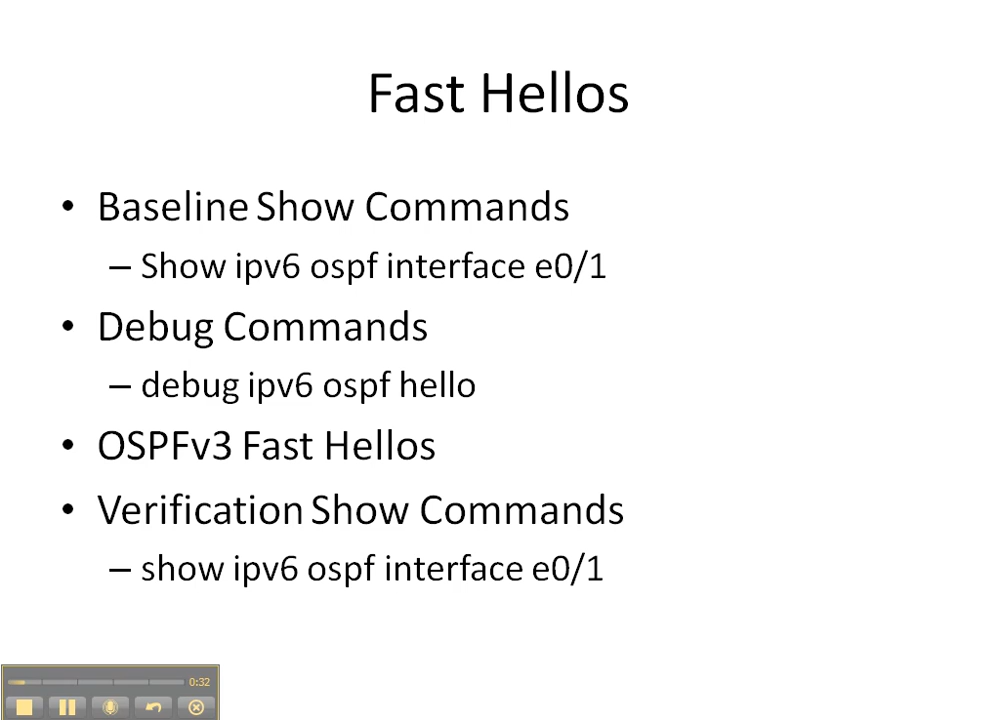 Fast Hellos
• Baseline Show Commands
– Show ipv6 ospf interface e0/1
• Debug Commands
– debug ipv6 ospf hello
• OSPFv3 Fast Hellos
• Verification Show Commands
– show ipv6 ospf interface e0/1
0:32